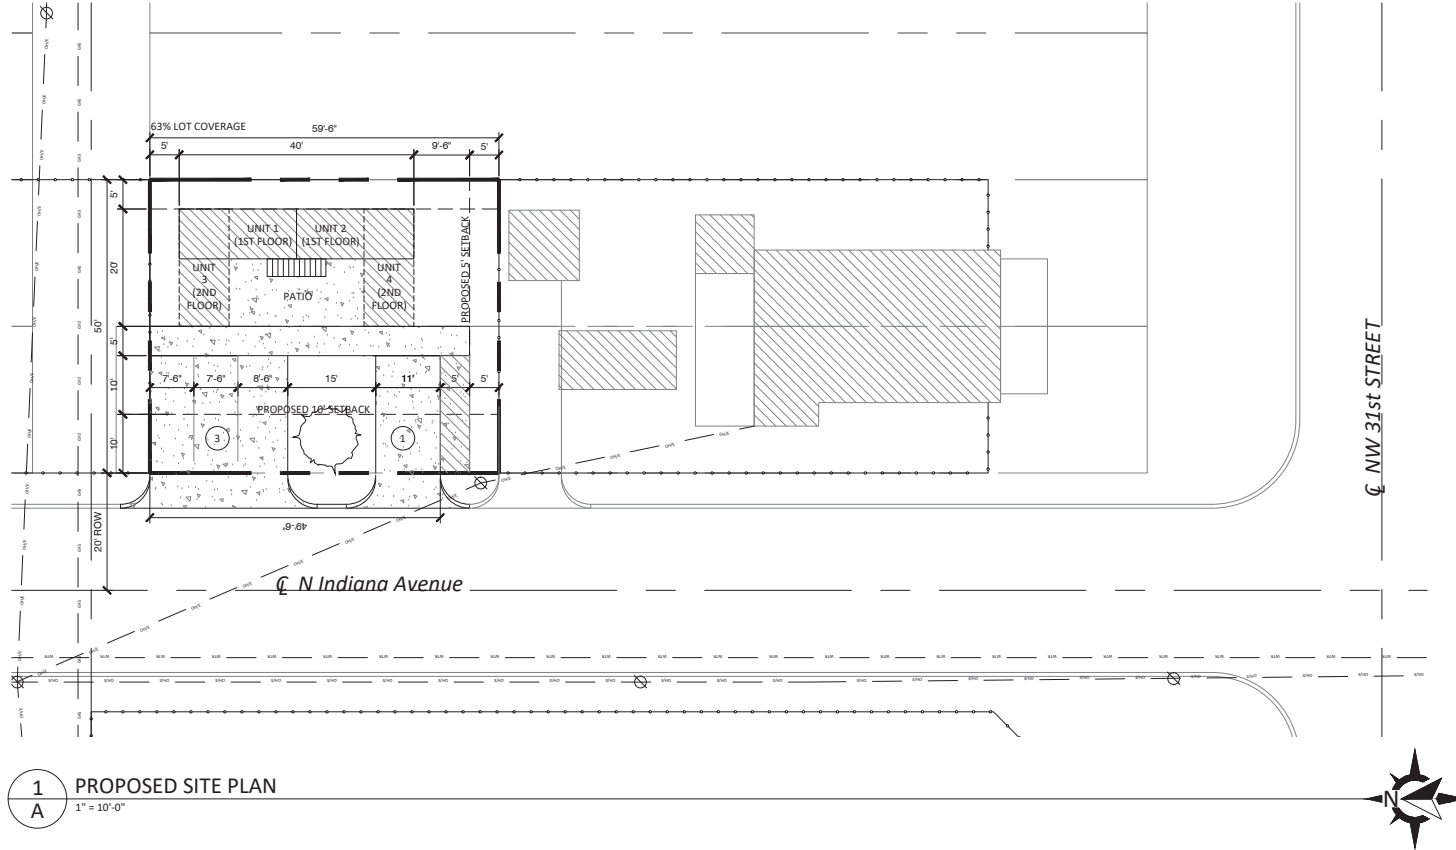 63% LOT COVERAGE
59'-6"
5'
40'
9'-6"
5'
5'
20'
50'
5'
10'
10'
20' ROW
UNIT 1
(1ST FLOOR)
UNIT 2
(1ST FLOOR)
UNIT
3
(2ND
FLOOR)
UNIT
4
(2ND
FLOOR)
PATIO
PROPOSED 5' SETBACK
7'-6"
7'-6"
8'-6"
15'
11'
5'
5'
PROPOSED 10' SETBACK
3
1
49'-6"
℄ N Indiana Avenue
℄ NW 31st STREET
1
A
PROPOSED SITE PLAN
1" = 10'-0"
N